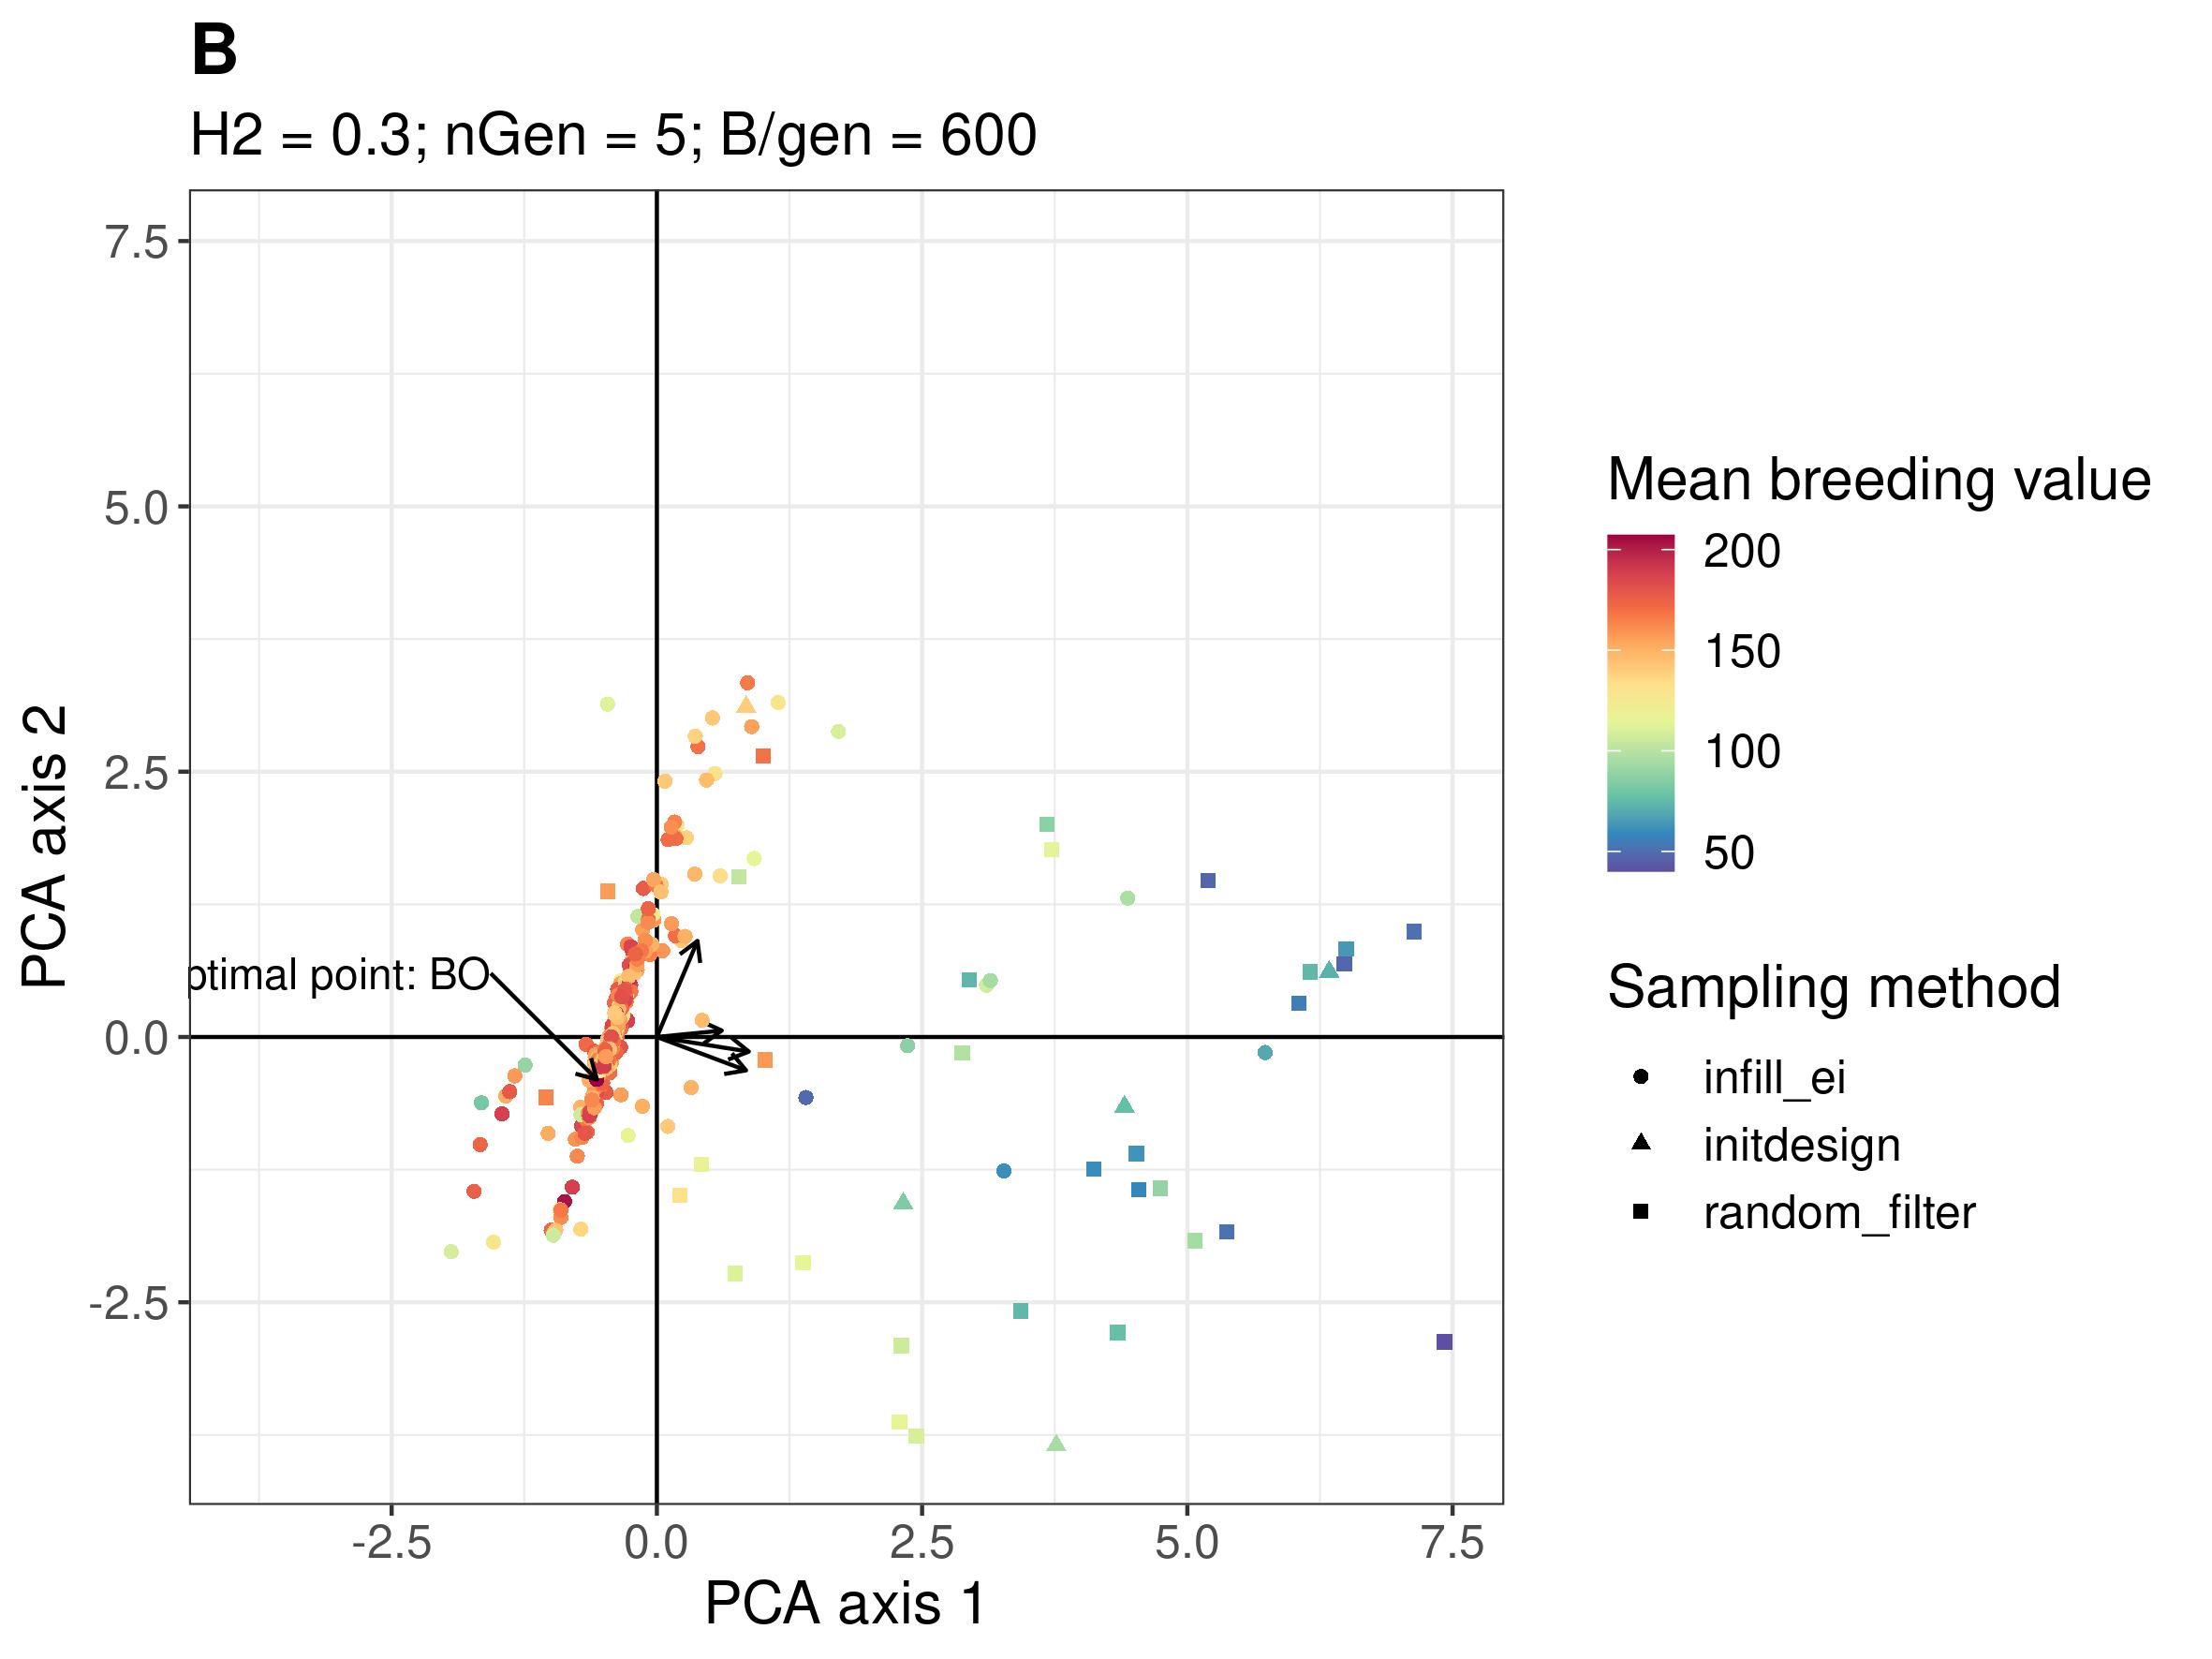 B
H2 = 0.3; nGen = 5; B/gen = 600
7.5
5.0
2.5
0.0
-2.5
PCA axis 2
ptimal point: BO
-2.5
0.0
2.5
5.0
7.5
PCA axis 1
Mean breeding value
200
150
100
50
Sampling method
infill_ei
initdesign
random_filter